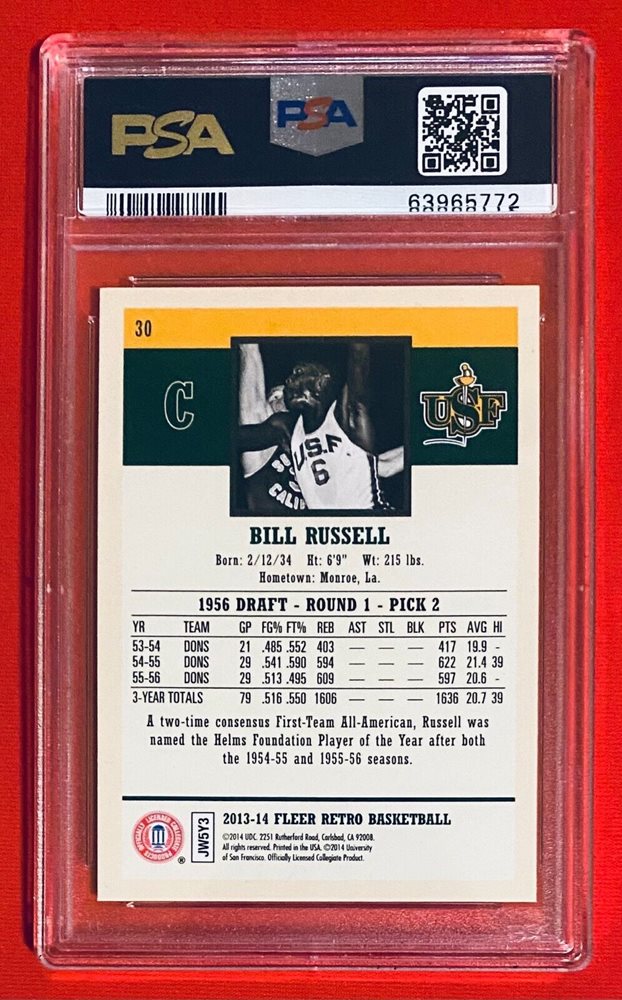 PSA PSA
63965772
30
C USF
U.S.F.
6
SO
CALIF
BILL RUSSELL
Born: 2/12/34 Ht: 6'9" Wt: 215 lbs.
Hometown: Monroe, La.
1956 DRAFT - ROUND 1 - PICK 2
YR TEAM GP FG% FT% REB AST STL BLK PTS AVG HI
53-54 DONS 21 .485 .552 403 — — — 417 19.9 -
54-55 DONS 29 .541 .590 594 — — — 622 21.4 39
55-56 DONS 29 .513 .495 609 — — — 597 20.6 -
3-YEAR TOTALS 79 .516 .550 1606 — — — 1636 20.7 39
A two-time consensus First-Team All-American, Russell was
named the Helms Foundation Player of the Year after both
the 1954-55 and 1955-56 seasons.
OFFICIALLY LICENSED COLLEGIATE PRODUCTS ®
JW5Y3
2013-14 FLEER RETRO BASKETBALL
©2014 UDC. 2251 Rutherford Road, Carlsbad, CA 92008.
All rights reserved. Printed in the USA. ©2014 University
of San Francisco. Officially Licensed Collegiate Product.